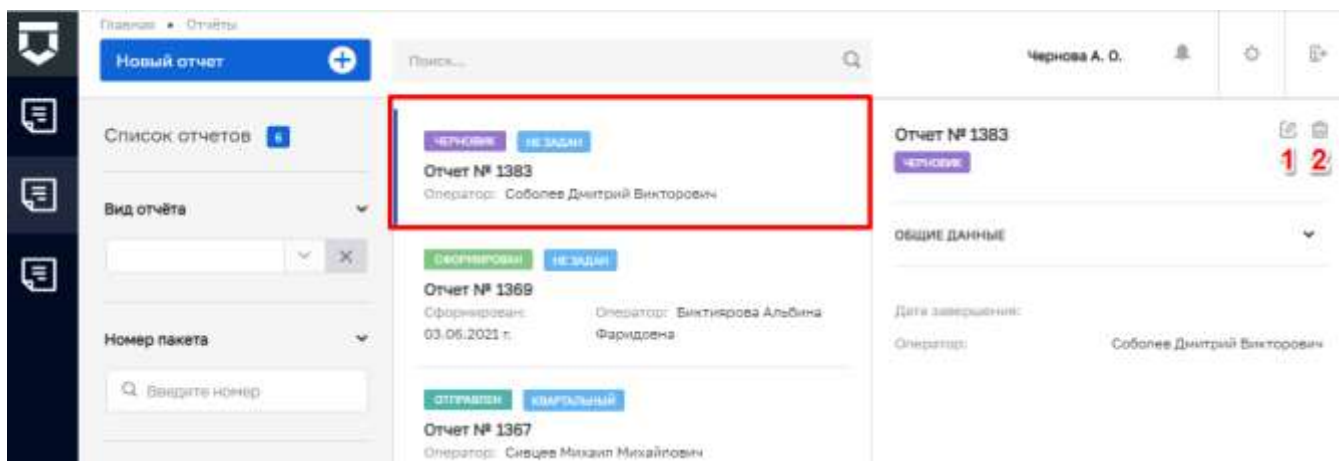 Главная • Отчёты
Новый отчет
Поиск...
Чернова А. О.
Список отчетов 6
Вид отчёта
Номер пакета
Введите номер
ЧЕРНОВИК НЕ ЗАДАН
Отчет № 1383
Оператор: Соболев Дмитрий Викторович
СФОРМИРОВАН НЕ ЗАДАН
Отчет № 1369
Сформирован: Оператор: Биктиярова Альбина
03.06.2021 г. Фаридовна
ОТПРАВЛЕН КВАРТАЛЬНЫЙ
Отчет № 1367
Оператор: Сивцев Михаил Михайлович
Отчет № 1383
ЧЕРНОВИК
1 2
ОБЩИЕ ДАННЫЕ
Дата завершения:
Оператор: Соболев Дмитрий Викторович